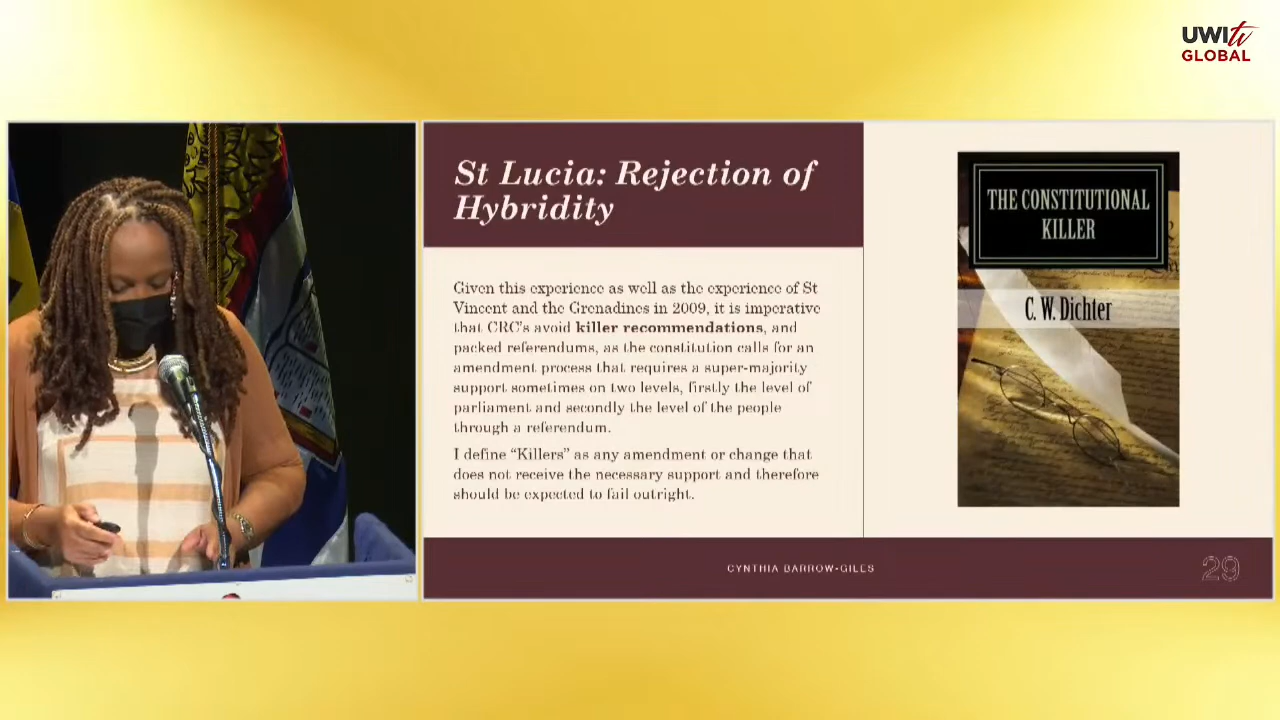 UWItv
GLOBAL
St Lucia: Rejection of
Hybridity
Given this experience as well as the experience of St
Vincent and the Grenadines in 2009, it is imperative
that CRC's avoid killer recommendations, and
packed referendums, as the constitution calls for an
amendment process that requires a super-majority
support sometimes on two levels, firstly the level of
parliament and secondly the level of the people
through a referendum.
I define “Killers” as any amendment or change that
does not receive the necessary support and therefore
should be expected to fail outright.
THE CONSTITUTIONAL
KILLER
C. W. Dichter
CYNTHIA BARROW-GILES
29